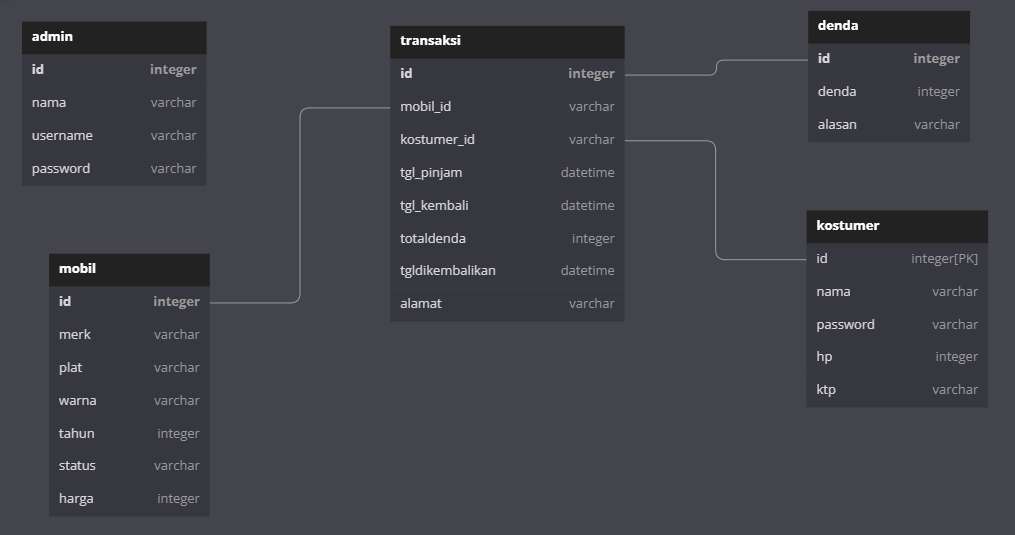 admin
id integer
nama varchar
username varchar
password varchar
mobil
id integer
merk varchar
plat varchar
warna varchar
tahun integer
status varchar
harga integer
transaksi
id integer
mobil_id varchar
kostumer_id varchar
tgl_pinjam datetime
tgl_kembali datetime
totaldenda integer
tgldikembalikan datetime
alamat varchar
denda
id integer
denda integer
alasan varchar
kostumer
id integer[PK]
nama varchar
password varchar
hp integer
ktp varchar